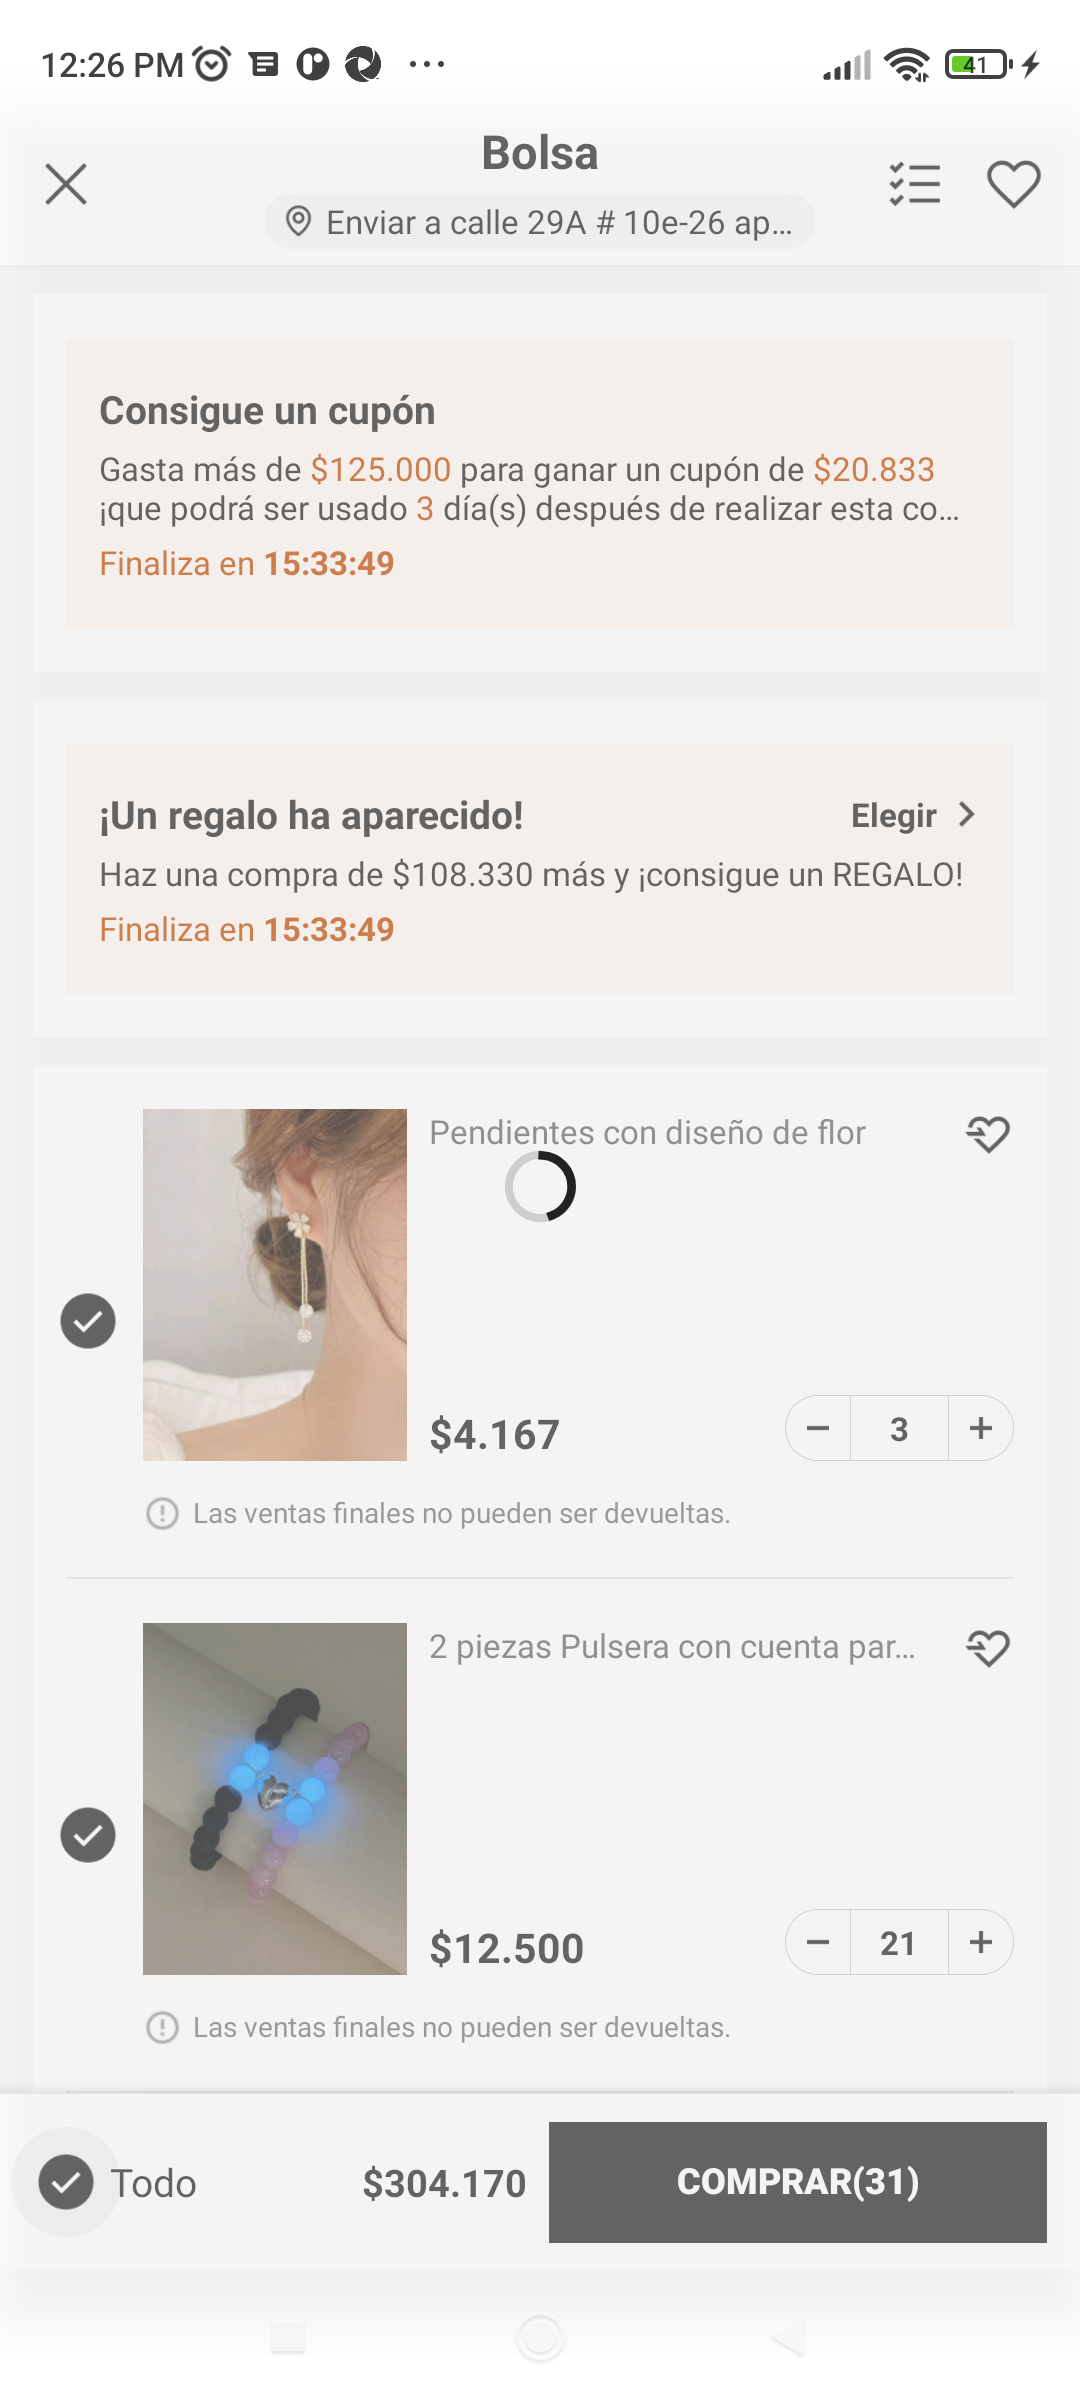 12:26 PM
41
Bolsa
Enviar a calle 29A # 10e-26 ap...
Consigue un cupón
Gasta más de $125.000 para ganar un cupón de $20.833
¡que podrá ser usado 3 día(s) después de realizar esta co...
Finaliza en 15:33:49
¡Un regalo ha aparecido!
Elegir
Haz una compra de $108.330 más y ¡consigue un REGALO!
Finaliza en 15:33:49
Pendientes con diseño de flor
$4.167
3
Las ventas finales no pueden ser devueltas.
2 piezas Pulsera con cuenta par...
$12.500
21
Las ventas finales no pueden ser devueltas.
Todo
$304.170
COMPRAR(31)